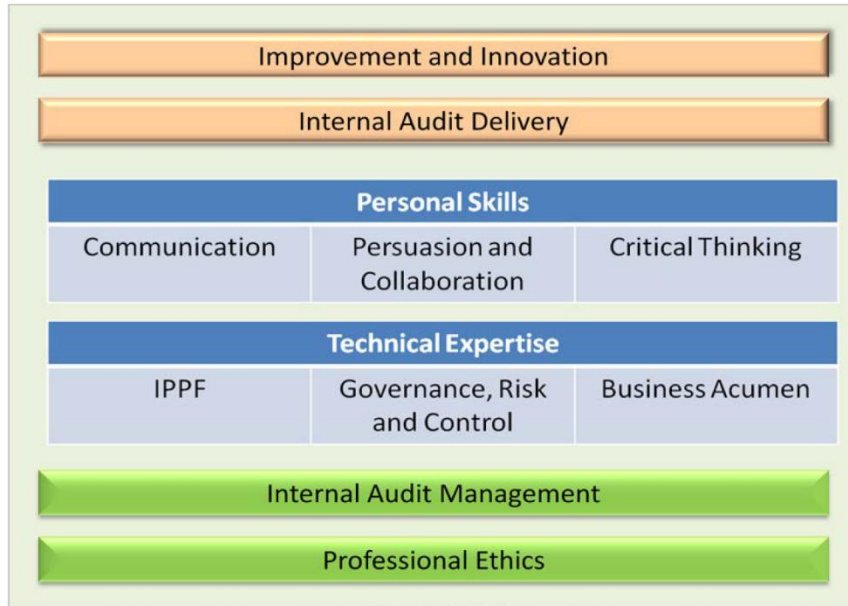 Improvement and Innovation
Internal Audit Delivery
Personal Skills
Communication
Persuasion and
Collaboration
Critical Thinking
Technical Expertise
IPPF
Governance, Risk
and Control
Business Acumen
Internal Audit Management
Professional Ethics